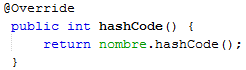 @Override
public int hashCode() {
return nombre.hashCode();
}